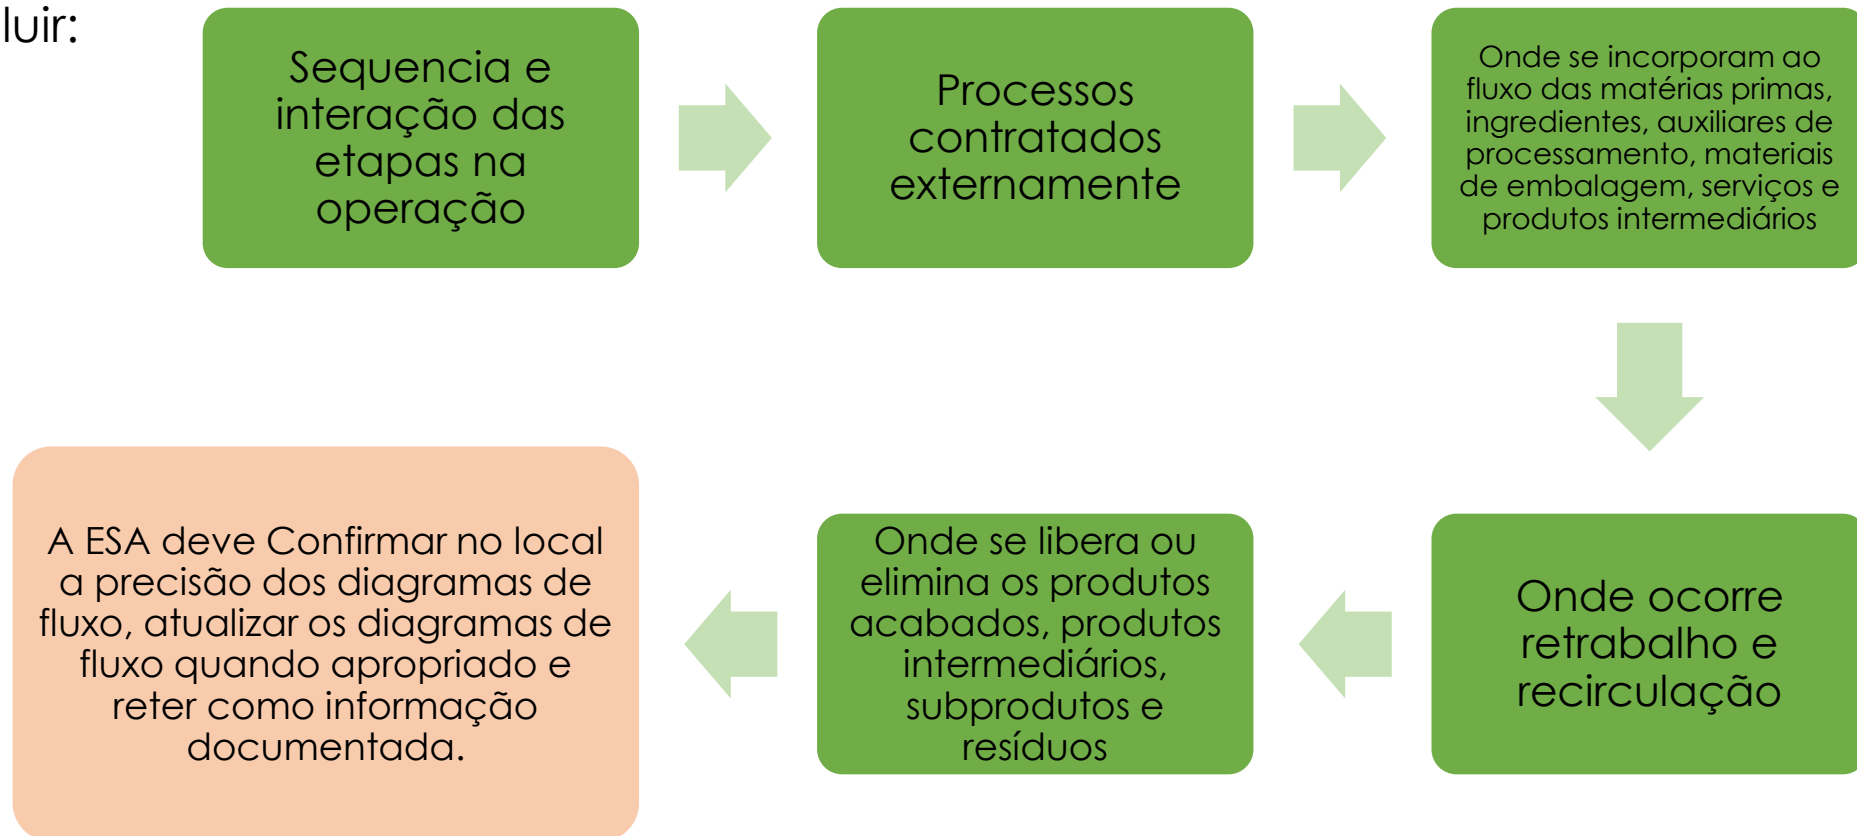 luir:
Sequencia e
interação das
etapas na
operação
Processos
contratados
externamente
Onde se incorporam ao
fluxo das matérias primas,
ingredientes, auxiliares de
processamento, materiais
de embalagem, serviços e
produtos intermediários
Onde ocorre
retrabalho e
recirculação
Onde se libera ou
elimina os produtos
acabados, produtos
intermediários,
subprodutos e
resíduos
A ESA deve Confirmar no local
a precisão dos diagramas de
fluxo, atualizar os diagramas de
fluxo quando apropriado e
reter como informação
documentada.